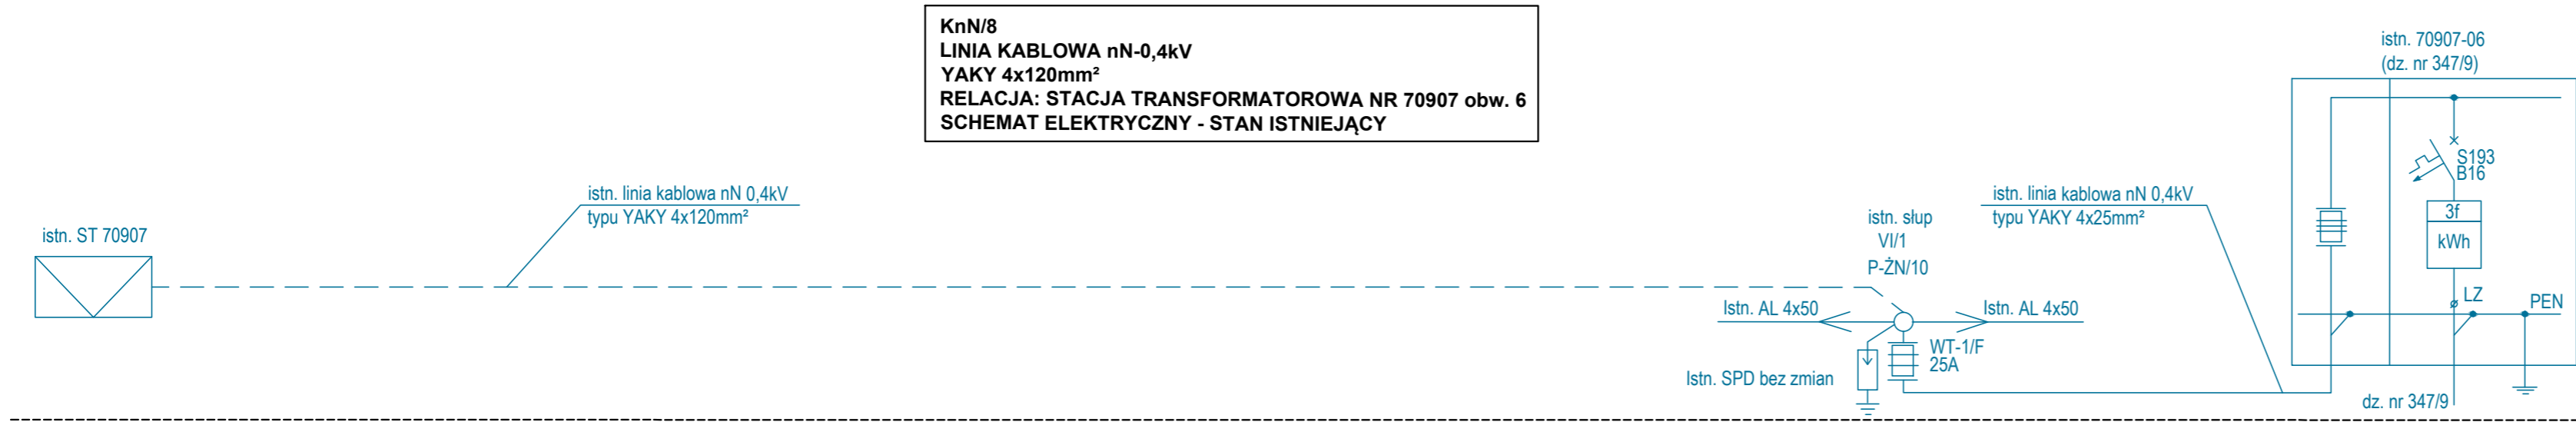 KnN/8
LINIA KABLOWA nN-0,4kV
YAKY 4x120mm²
RELACJA: STACJA TRANSFORMATOROWA NR 70907 obw. 6
SCHEMAT ELEKTRYCZNY - STAN ISTNIEJĄCY
istn. ST 70907
istn. linia kablowa nN 0,4kV
typu YAKY 4x120mm²
istn. słup
VI/1
P-ŻN/10
Istn. AL 4x50
Istn. AL 4x50
WT-1/F
25A
Istn. SPD bez zmian
istn. linia kablowa nN 0,4kV
typu YAKY 4x25mm²
istn. 70907-06
(dz. nr 347/9)
S193
B16
3f
kWh
LZ
PEN
dz. nr 347/9